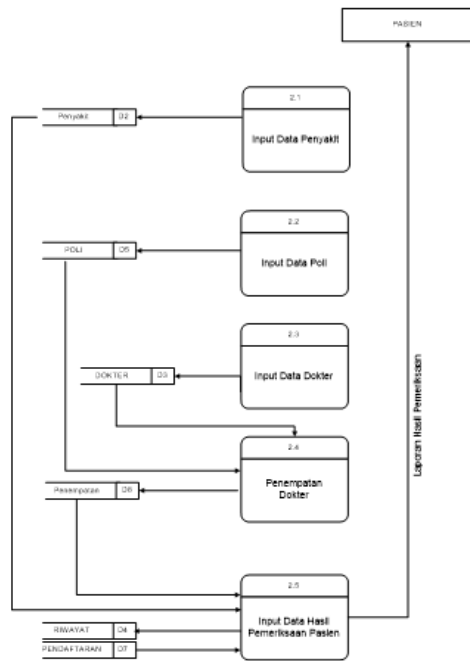 PASIEN
2.1
Penyakit D2
Input Data Penyakit
2.2
POLI D5
Input Data Poli
2.3
DOKTER D3
Input Data Dokter
Laporan Hasil Pemeriksaan
2.4
Penempatan
Dokter
Penempatan D6
2.5
Input Data Hasil
Pemeriksaan Pasien
RIWAYAT D4
PENDAFTARAN D7